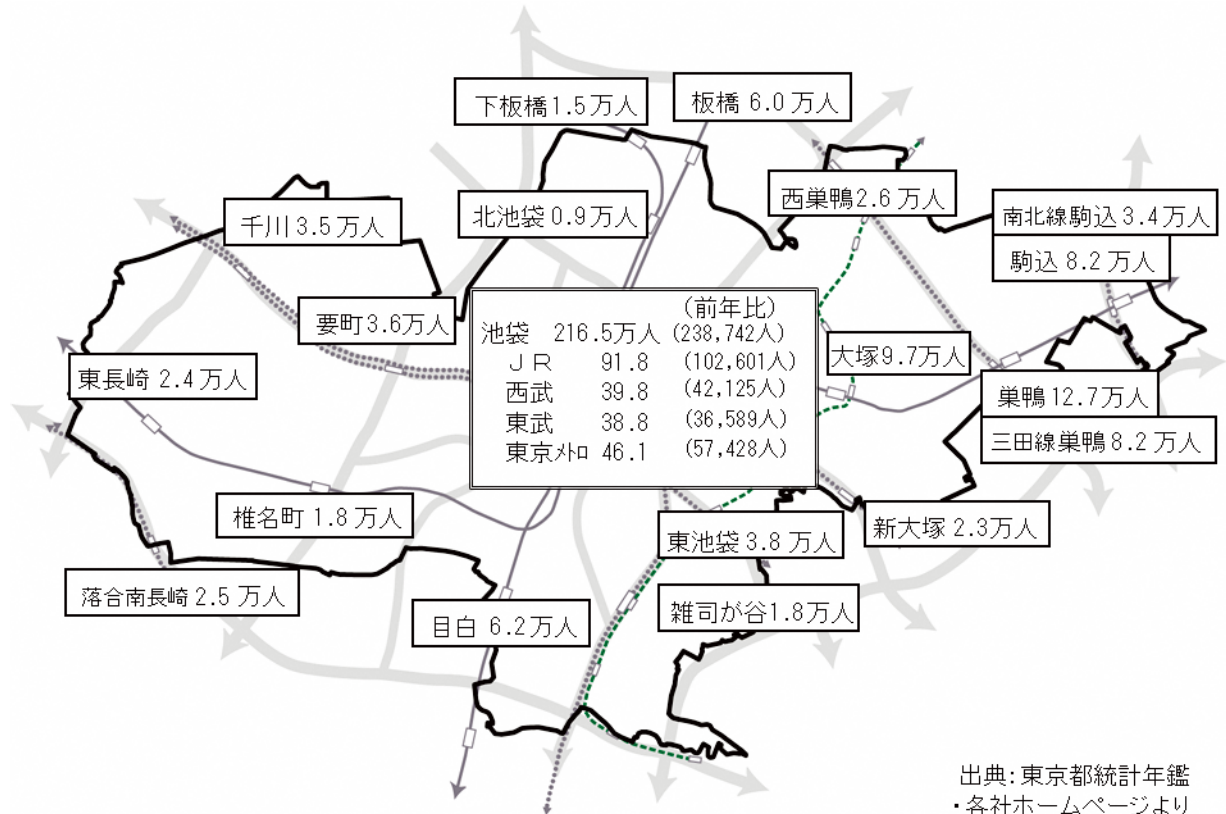 下板橋1.5万人
板橋 6.0 万人
北池袋 0.9万人
西巣鴨2.6 万人
千川 3.5 万人
南北線駒込 3.4 万人
駒込 8.2 万人
要町3.6万人
(前年比)
池袋 216.5万人 (238,742人)
ＪＲ 91.8 (102,601人)
西武 39.8 (42,125人)
東武 38.8 (36,589人)
東京ﾒﾄﾛ 46.1 (57,428人)
大塚9.7万人
東長崎 2.4 万人
巣鴨 12.7万人
三田線巣鴨 8.2 万人
椎名町 1.8 万人
東池袋 3.8 万人
新大塚 2.3万人
落合南長崎 2.5 万人
目白 6.2万人
雑司が谷1.8万人
出典：東京都統計年鑑
・各社ホームページより